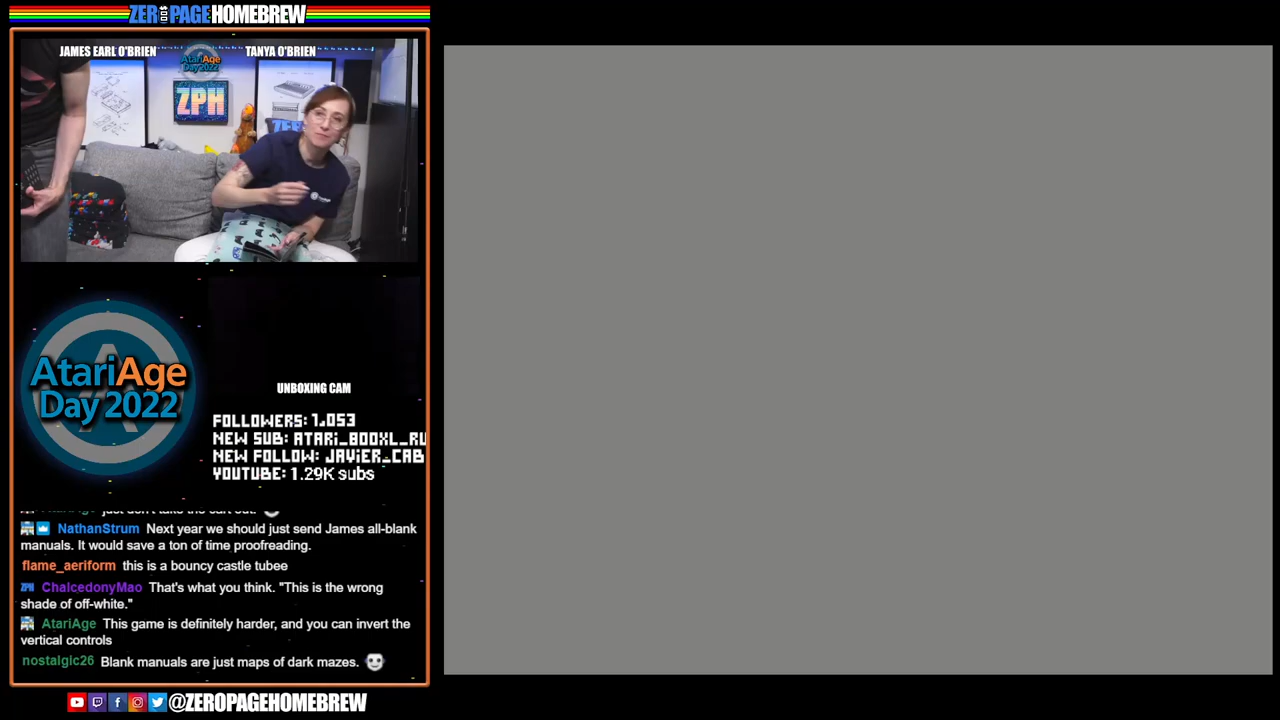 ZEROPAGEHOMEBREW
JAMES EARL O'BRIEN
TANYA O'BRIEN
AtariAge
Day 2022
ZPH
AtariAge
Day 2022
UNBOXING CAM
FOLLOWERS: 1,053
NEW SUB: ATARI_800XL_RU
NEW FOLLOW: JAVIER_CAB
YOUTUBE: 1.29K subs
NathanStrum Next year we should just send James all-blank
manuals. It would save a ton of time proofreading.
flame_aeriform this is a bouncy castle tubee
ZPH ChalcedonyMao That's what you think. "This is the wrong
shade of off-white."
AtariAge This game is definitely harder, and you can invert the
vertical controls
nostalgic26 Blank manuals are just maps of dark mazes.
@ZEROPAGEHOMEBREW